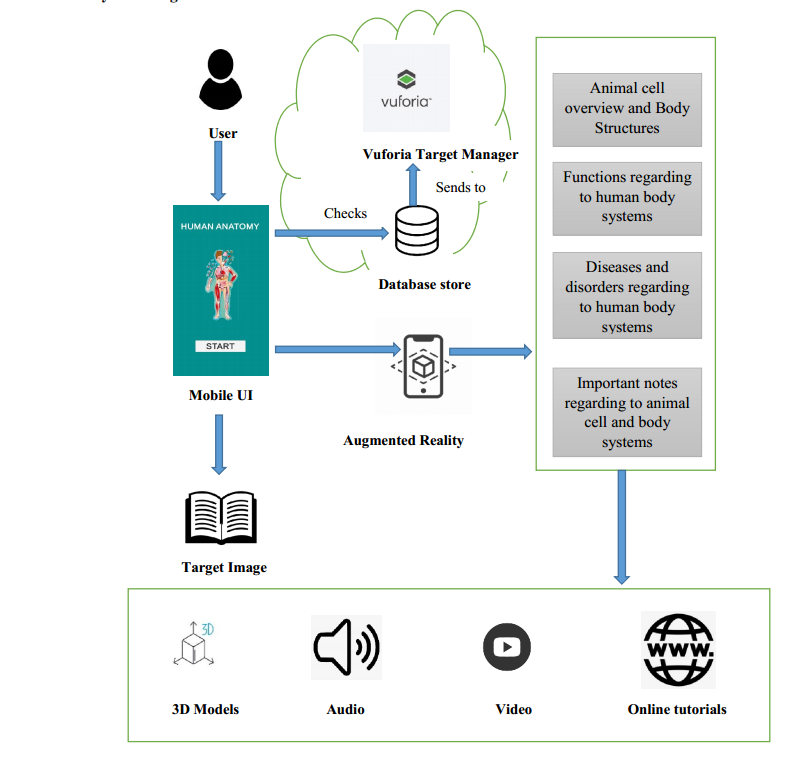 vuforia
User
Vuforia Target Manager
Sends to
Checks
Database store
HUMAN ANATOMY
START
Mobile UI
Augmented Reality
Target Image
Animal cell
overview and Body
Structures
Functions regarding
to human body
systems
Diseases and
disorders regarding
to human body
systems
Important notes
regarding to animal
cell and body
systems
3D
3D Models
Audio
Video
www.
Online tutorials